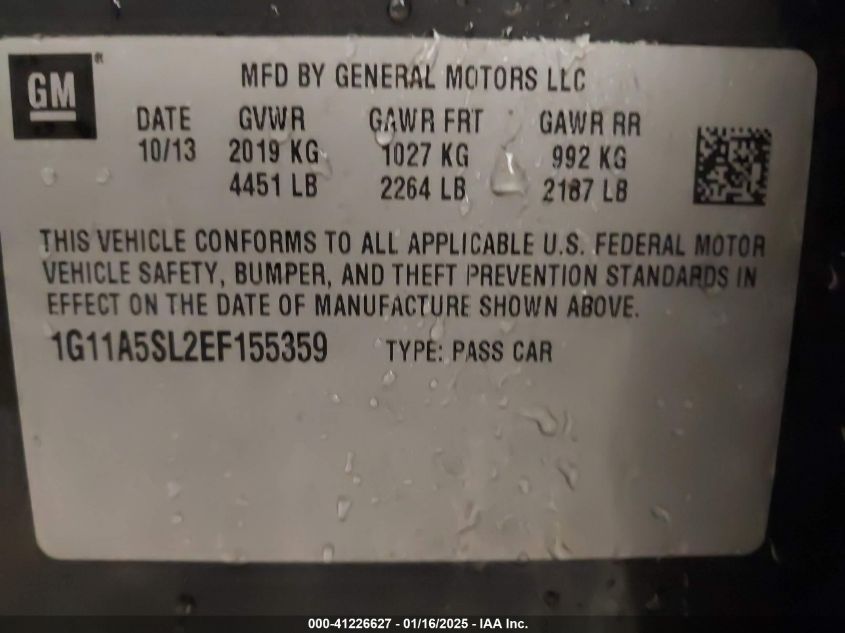 GM ®
MFD BY GENERAL MOTORS LLC
DATE GVWR GAWR FRT GAWR RR
10/13 2019 KG 1027 KG 992 KG
4451 LB 2264 LB 2187 LB
THIS VEHICLE CONFORMS TO ALL APPLICABLE U.S. FEDERAL MOTOR
VEHICLE SAFETY, BUMPER, AND THEFT PREVENTION STANDARDS IN
EFFECT ON THE DATE OF MANUFACTURE SHOWN ABOVE.
1G11A5SL2EF155359 TYPE: PASS CAR
000-41226627 - 01/16/2025 - IAA Inc.